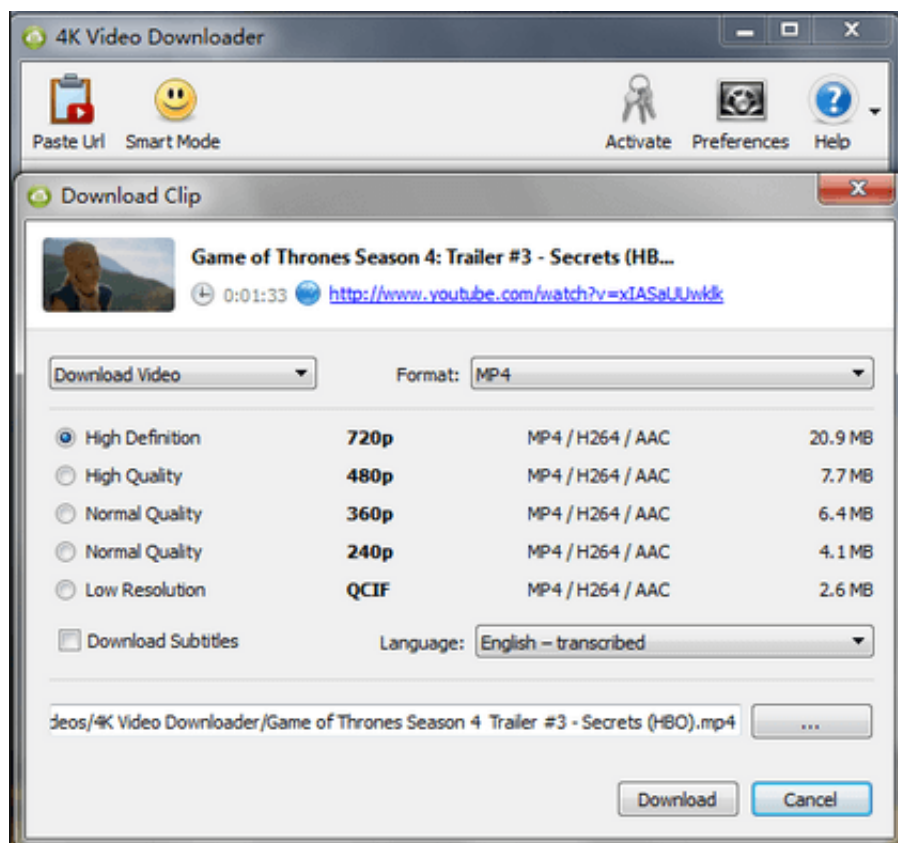 4K Video Downloader
Paste Url Smart Mode Activate Preferences Help
Download Clip
Game of Thrones Season 4: Trailer #3 - Secrets (HB...
0:01:33 http://www.youtube.com/watch?v=xIASaUUwklk
Download Video Format: MP4
High Definition 720p MP4 / H264 / AAC 20.9 MB
High Quality 480p MP4 / H264 / AAC 7.7 MB
Normal Quality 360p MP4 / H264 / AAC 6.4 MB
Normal Quality 240p MP4 / H264 / AAC 4.1 MB
Low Resolution QCIF MP4 / H264 / AAC 2.6 MB
Download Subtitles Language: English – transcribed
deos/4K Video Downloader/Game of Thrones Season 4 Trailer #3 - Secrets (HBO).mp4 ...
Download Cancel